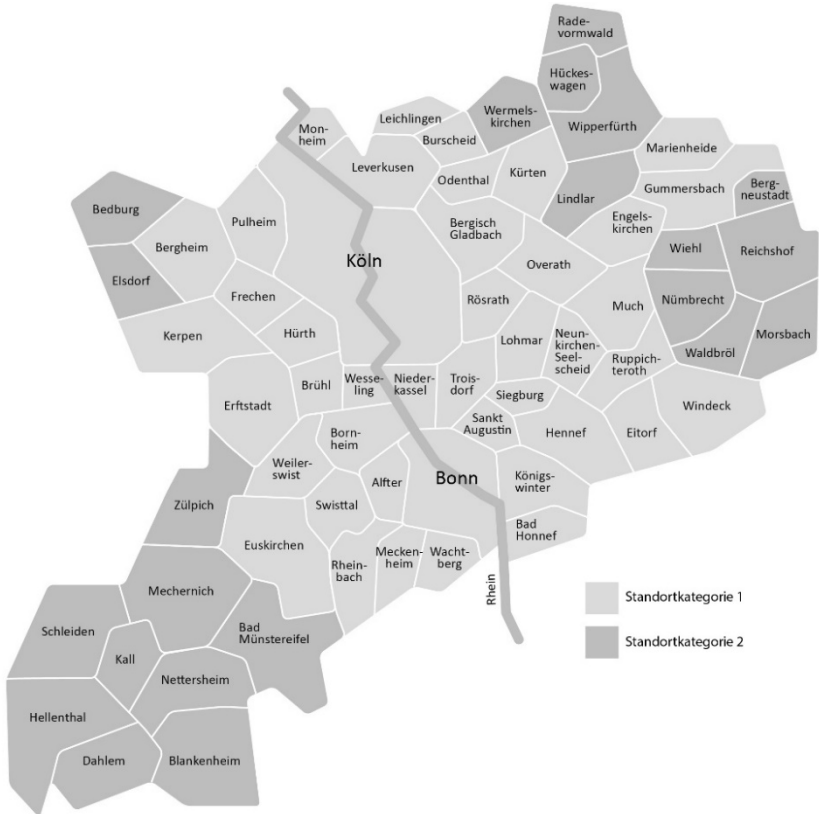 Rade-
vormwald
Hückes-
wagen
Wermels-
kirchen
Wipperfürth
Leichlingen
Mon-
heim
Burscheid
Marienheide
Leverkusen
Odenthal
Kürten
Lindlar
Gummersbach
Berg-
neustadt
Bedburg
Bergheim
Pulheim
Bergisch
Gladbach
Engels-
kirchen
Wiehl
Reichshof
Köln
Overath
Elsdorf
Frechen
Rösrath
Much
Nümbrecht
Kerpen
Hürth
Lohmar
Neun-
kirchen-
Seel-
scheid
Morsbach
Ruppich-
teroth
Waldbröl
Brühl
Wesse-
ling
Nieder-
kassel
Trois-
dorf
Siegburg
Erftstadt
Windeck
Sankt
Augustin
Hennef
Eitorf
Born-
heim
Weiler-
swist
Alfter
Bonn
Königs-
winter
Zülpich
Swisttal
Bad
Honnef
Euskirchen
Rhein-
bach
Mecken-
heim
Wacht-
berg
Rhein
Mechernich
Standortkategorie 1
Schleiden
Bad
Münstereifel
Standortkategorie 2
Kall
Nettersheim
Hellenthal
Dahlem
Blankenheim